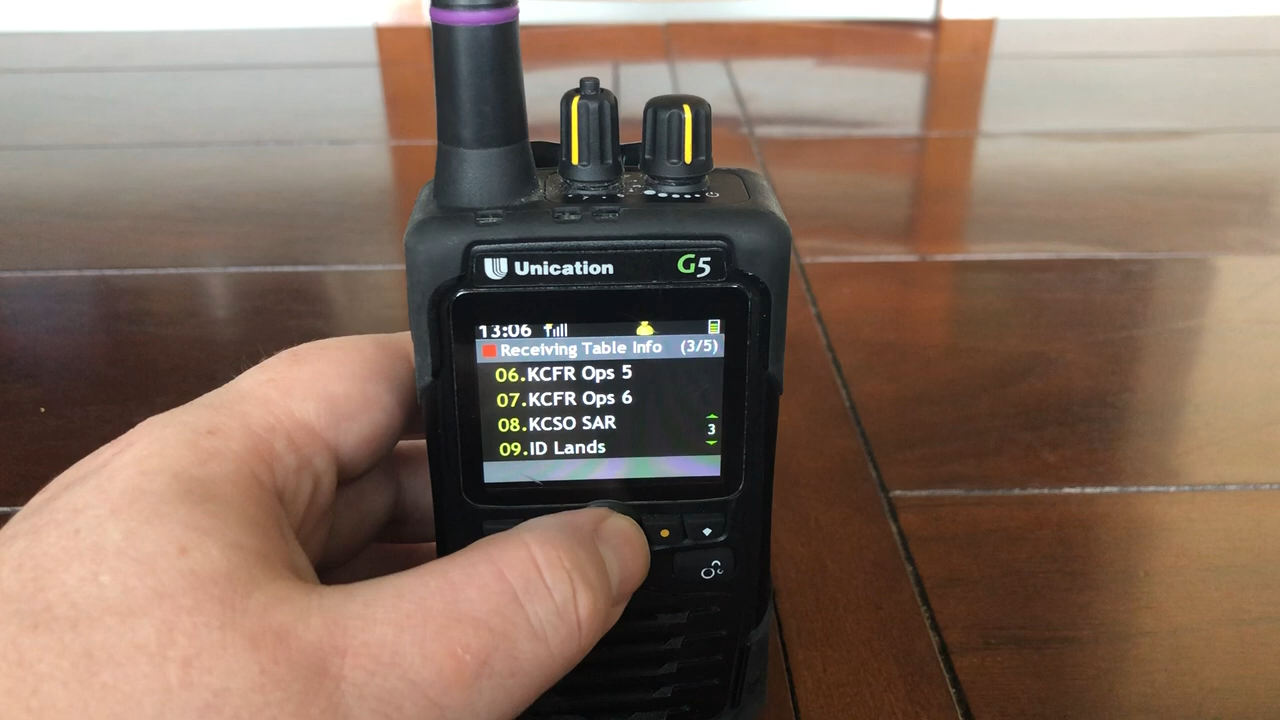 Unication G5
13:06
Receiving Table Info (3/5)
06.KCFR Ops 5
07.KCFR Ops 6
08.KCSO SAR
3
09.ID Lands